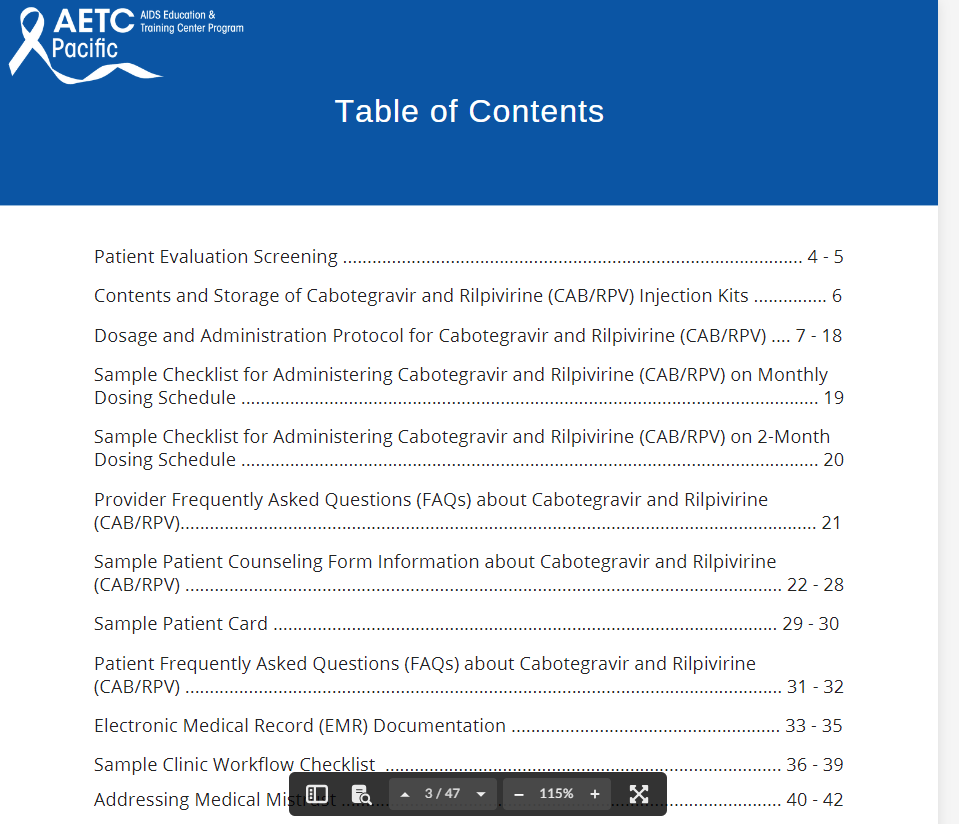 AETC AIDS Education &
Training Center Program
Pacific
Table of Contents
Patient Evaluation Screening .............................................................................................. 4 - 5
Contents and Storage of Cabotegravir and Rilpivirine (CAB/RPV) Injection Kits ............... 6
Dosage and Administration Protocol for Cabotegravir and Rilpivirine (CAB/RPV) .... 7 - 18
Sample Checklist for Administering Cabotegravir and Rilpivirine (CAB/RPV) on Monthly
Dosing Schedule ...................................................................................................................... 19
Sample Checklist for Administering Cabotegravir and Rilpivirine (CAB/RPV) on 2-Month
Dosing Schedule ...................................................................................................................... 20
Provider Frequently Asked Questions (FAQs) about Cabotegravir and Rilpivirine
(CAB/RPV).................................................................................................................................. 21
Sample Patient Counseling Form Information about Cabotegravir and Rilpivirine
(CAB/RPV) .......................................................................................................................... 22 - 28
Sample Patient Card ....................................................................................................... 29 - 30
Patient Frequently Asked Questions (FAQs) about Cabotegravir and Rilpivirine
(CAB/RPV) .......................................................................................................................... 31 - 32
Electronic Medical Record (EMR) Documentation ....................................................... 33 - 35
Sample Clinic Workflow Checklist ................................................................................. 36 - 39
Addressing Medical Mistrust .......................................................................................... 40 - 42
3 / 47
115%